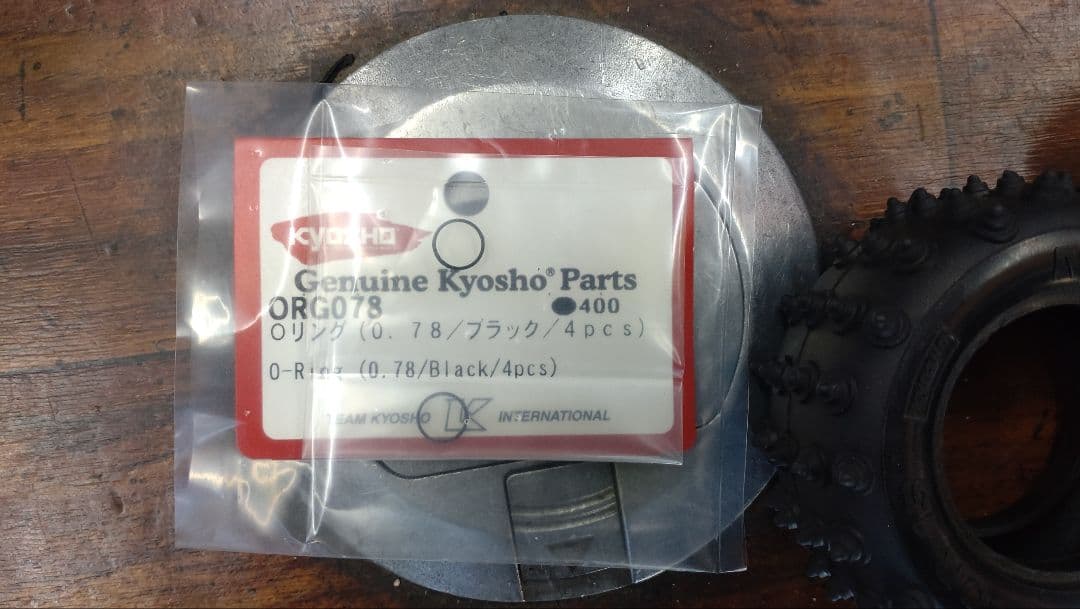 KYOSHO
Genuine Kyosho® Parts
ORG078 ●400
Oリング(0.78/ブラック/4pcs)
O-Ring (0.78/Black/4pcs)
TEAM KYOSHO K INTERNATIONAL